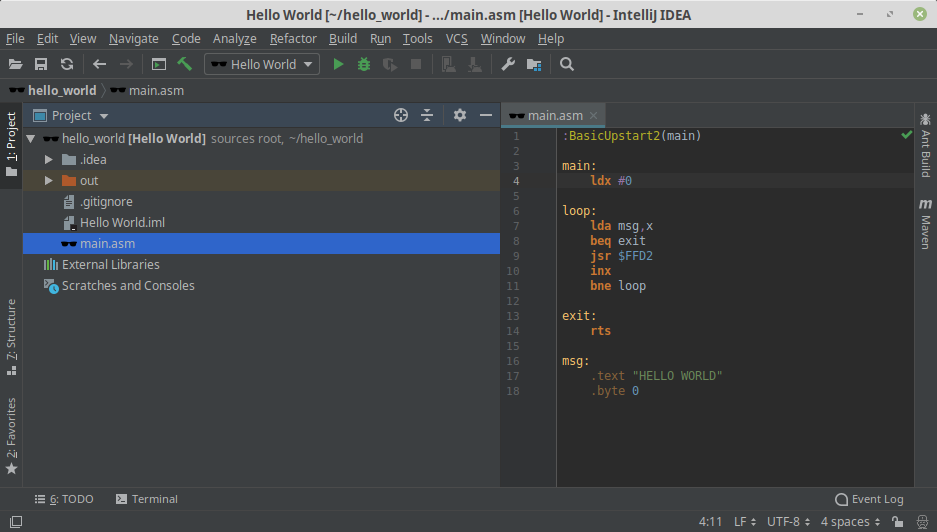 Hello World [~/hello_world] - .../main.asm [Hello World] - IntelliJ IDEA
File Edit View Navigate Code Analyze Refactor Build Run Tools VCS Window Help
Hello World
hello_world main.asm
1: Project
7: Structure
2: Favorites
Project
hello_world [Hello World] sources root, ~/hello_world
.idea
out
.gitignore
Hello World.iml
main.asm
External Libraries
Scratches and Consoles
main.asm
1 :BasicUpstart2(main)
2
3 main:
4 ldx #0
5
6 loop:
7 lda msg,x
8 beq exit
9 jsr $FFD2
10 inx
11 bne loop
12
13 exit:
14 rts
15
16 msg:
17 .text "HELLO WORLD"
18 .byte 0
Ant Build
m Maven
6: TODO Terminal Event Log
4:11 LF UTF-8 4 spaces